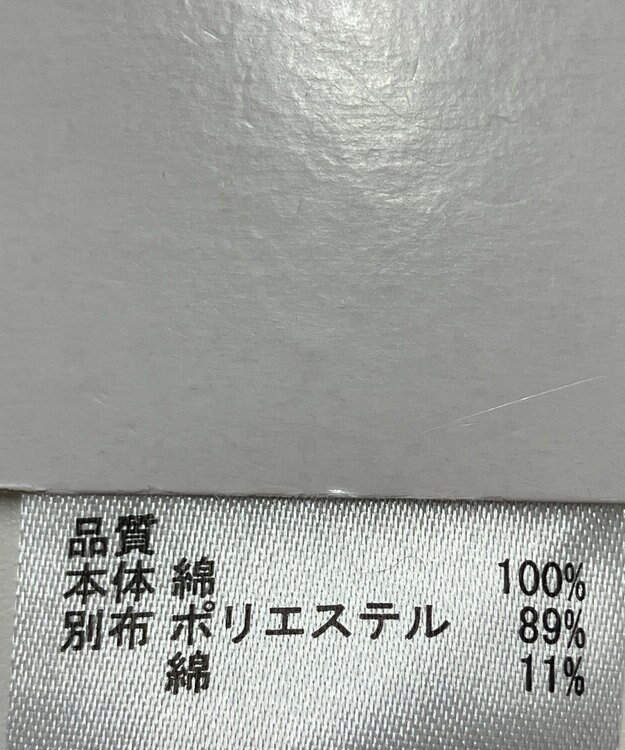 品質
本体 綿 100%
別布 ポリエステル 89%
綿 11%